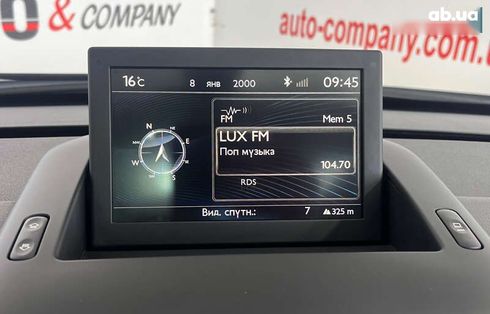 O & COMPANY
auto-company.com
ab.ua
16°C 8 янв 2000 09:45
FM Mem 5
LUX FM
Поп музыка
104.70
RDS
N
W E
S
Вид. спутн.: 7 325 m